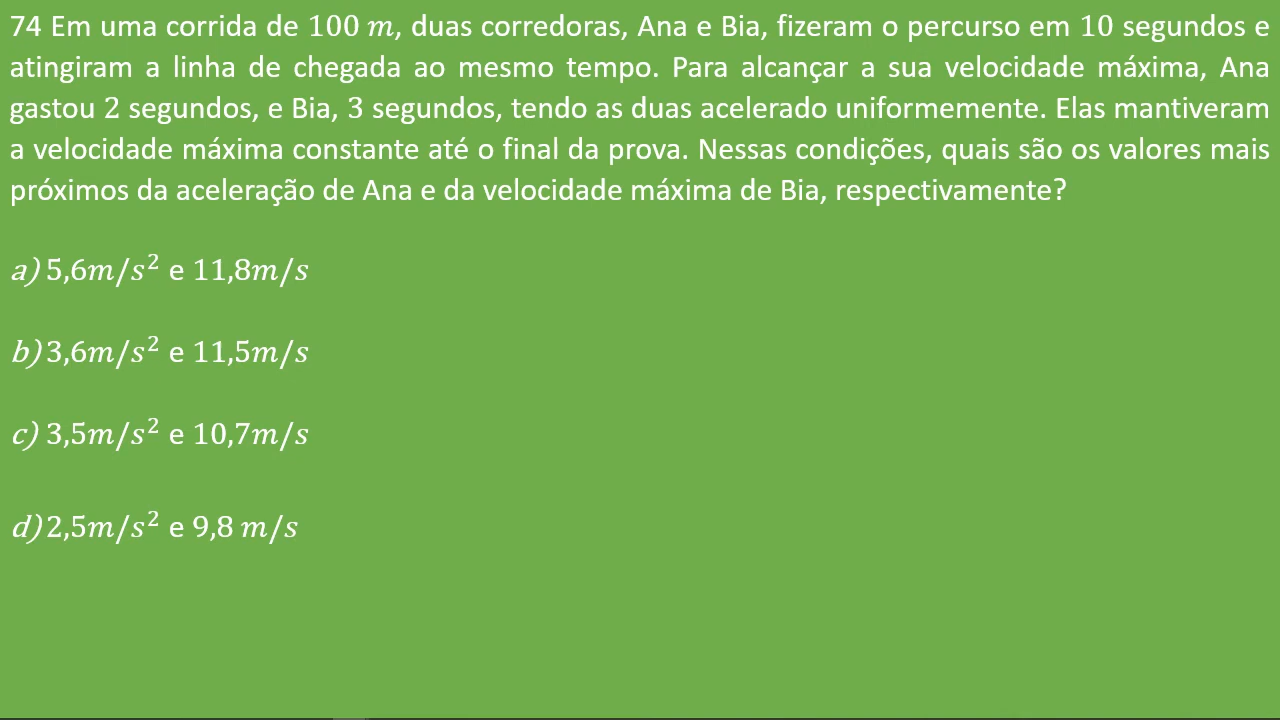 74 Em uma corrida de 100 m, duas corredoras, Ana e Bia, fizeram o percurso em 10 segundos e
atingiram a linha de chegada ao mesmo tempo. Para alcançar a sua velocidade máxima, Ana
gastou 2 segundos, e Bia, 3 segundos, tendo as duas acelerado uniformemente. Elas mantiveram
a velocidade máxima constante até o final da prova. Nessas condições, quais são os valores mais
próximos da aceleração de Ana e da velocidade máxima de Bia, respectivamente?
a) 5,6m/s² e 11,8m/s
b) 3,6m/s² e 11,5m/s
c) 3,5m/s² e 10,7m/s
d) 2,5m/s² e 9,8 m/s